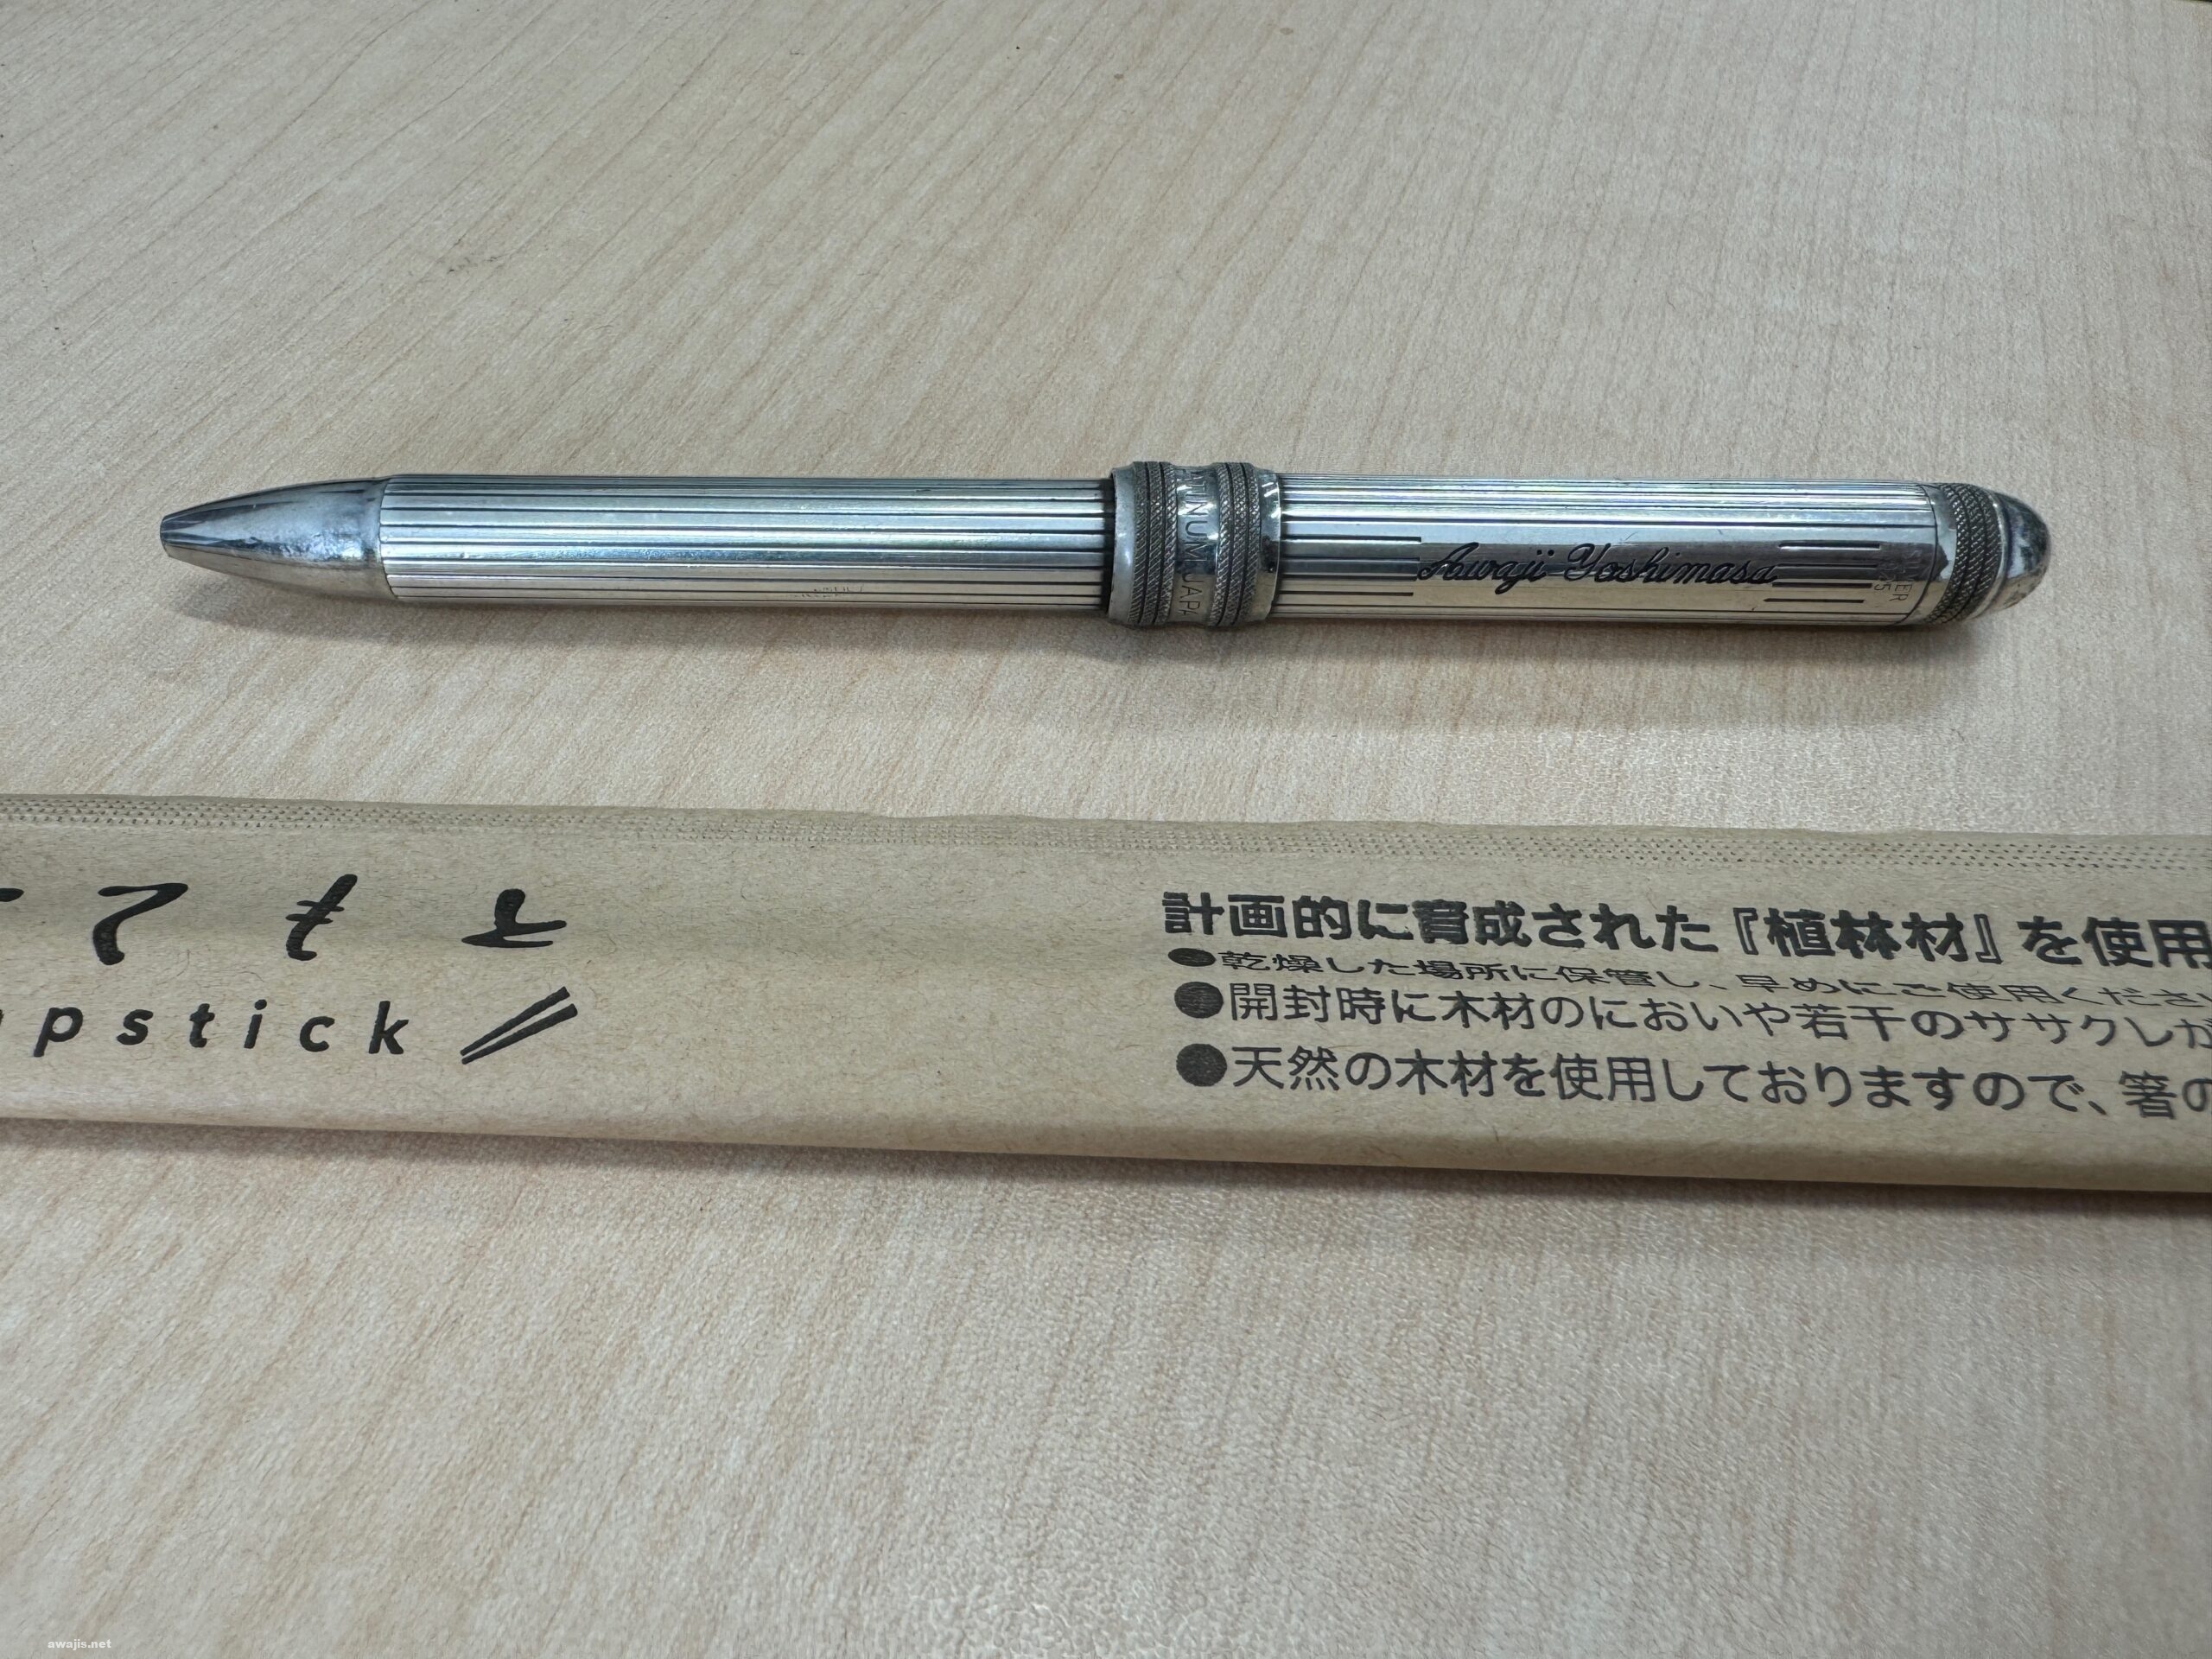 Awaji Yoshimasa
pstick
計画的に育成された『植林材』を使用
●乾燥した場所に保管し、早めにご使用くださ
●開封時に木材のにおいや若干のササクレが
●天然の木材を使用しておりますので、箸の
awajis.net